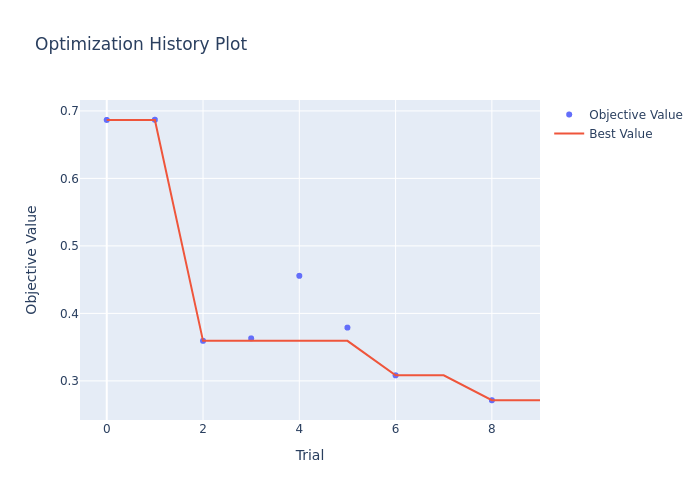 Optimization History Plot
Objective Value
Best Value
0.7
0.6
0.5
0.4
0.3
Objective Value
0
2
4
6
8
Trial